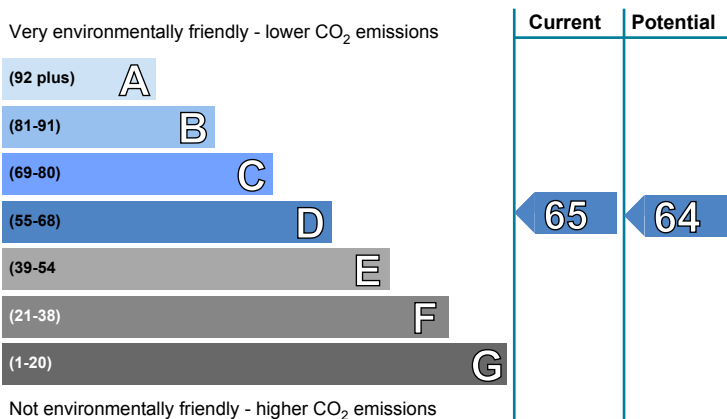 Current Potential
Very environmentally friendly - lower CO2 emissions
(92 plus) A
(81-91) B
(69-80) C
(55-68) D 65 64
(39-54 E
(21-38) F
(1-20) G
Not environmentally friendly - higher CO2 emissions